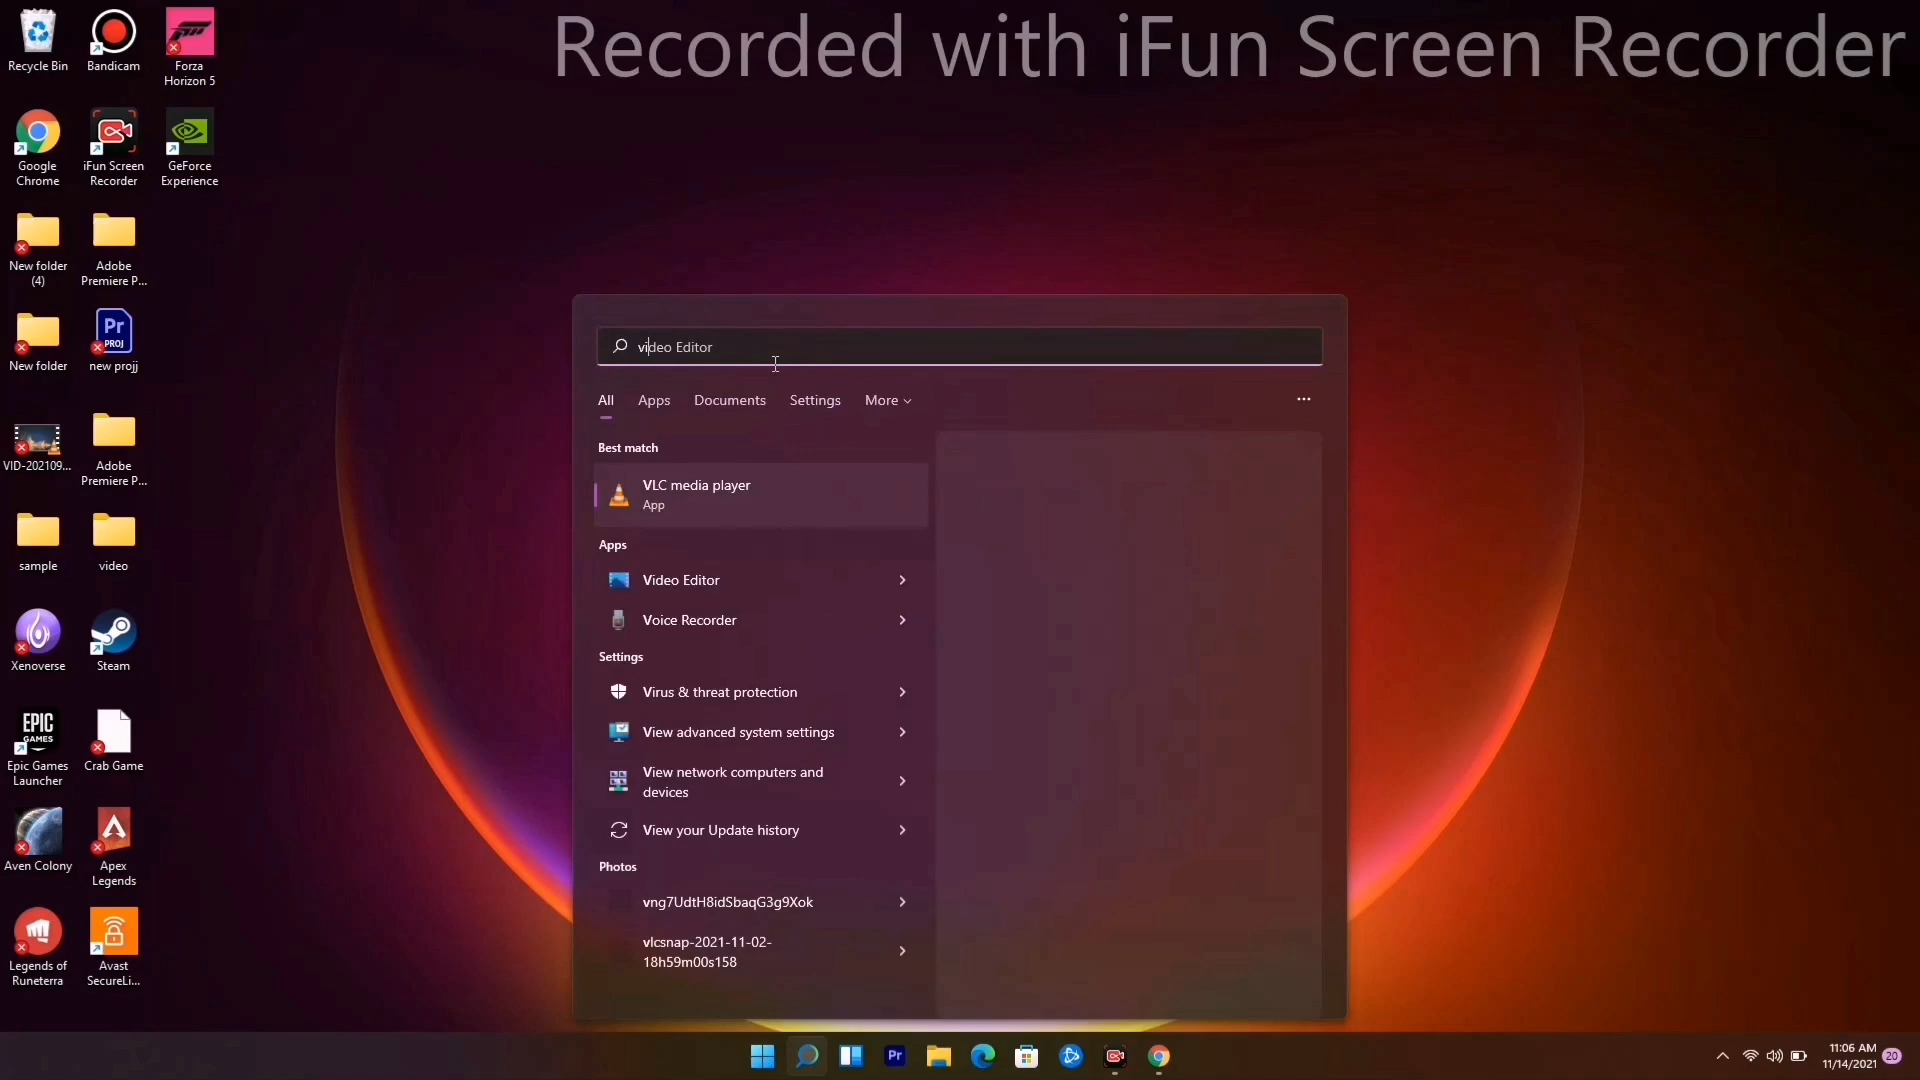 Recorded with iFun Screen Recorder
Recycle Bin
Bandicam
Forza
Horizon 5
Google
Chrome
iFun Screen
Recorder
GeForce
Experience
New folder
(4)
Adobe
Premiere P...
New folder
Pr
PROJ
new projj
VID-202109...
Adobe
Premiere P...
sample
video
Xenoverse
Steam
EPIC
GAMES
Epic Games
Launcher
Crab Game
Aven Colony
Apex
Legends
Legends of
Runeterra
Avast
SecureLi...
video Editor
All
Apps
Documents
Settings
More
Best match
VLC media player
App
Apps
Video Editor
Voice Recorder
Settings
Virus & threat protection
View advanced system settings
View network computers and
devices
View your Update history
Photos
vng7UdtH8idSbaqG3g9Xok
vlcsnap-2021-11-02-
18h59m00s158
Pr
11:06 AM
11/14/2021
20